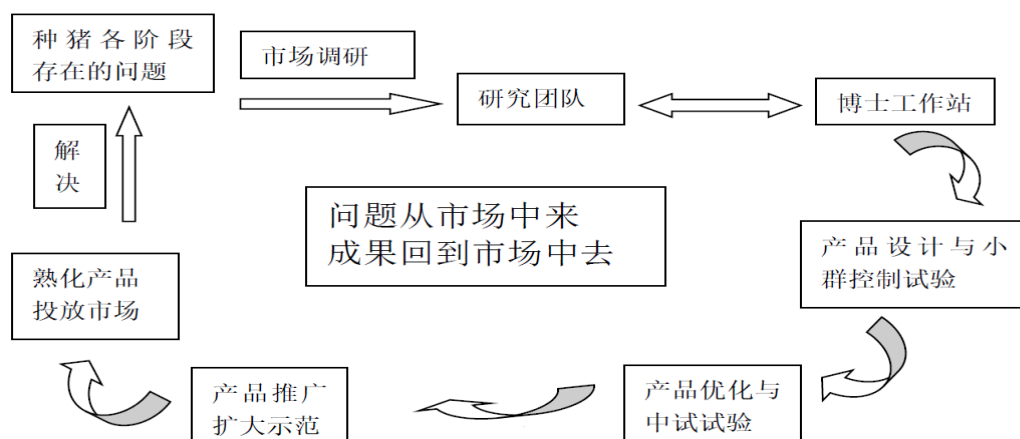 种猪各阶段
存在的问题
市场调研
研究团队
博士工作站
解
决
问题从市场中来
成果回到市场中去
产品设计与小
群控制试验
熟化产品
投放市场
产品推广
扩大示范
产品优化与
中试试验